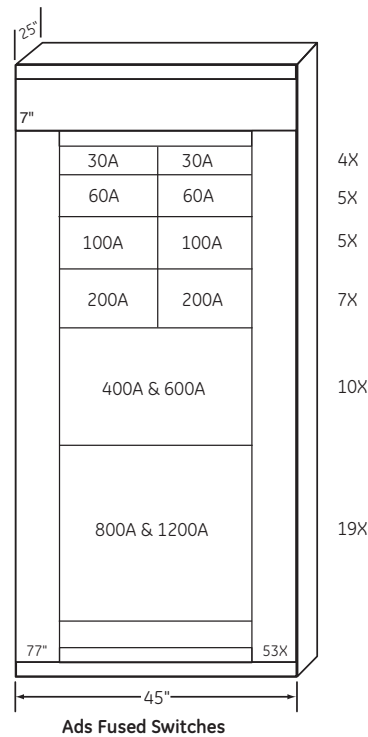 25"
7"
30A 30A 4X
60A 60A 5X
100A 100A 5X
200A 200A 7X
400A & 600A 10X
800A & 1200A 19X
77" 53X
45"
Ads Fused Switches